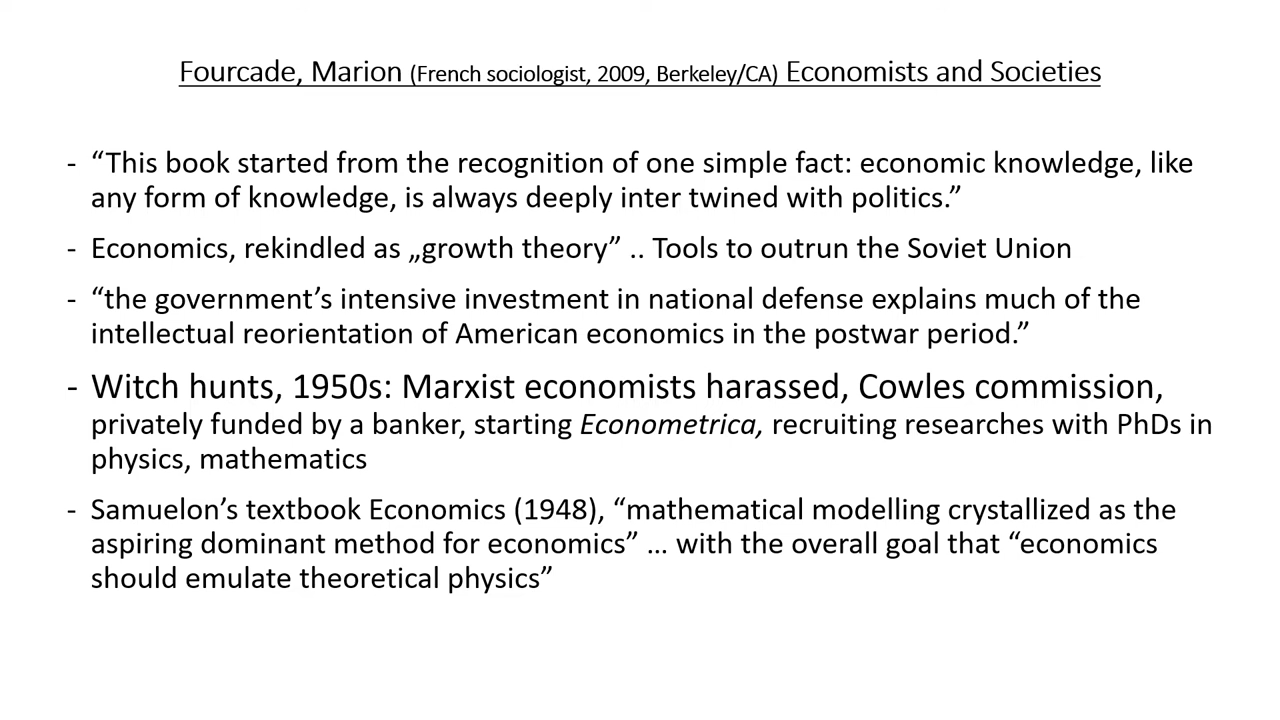 Fourcade, Marion (French sociologist, 2009, Berkeley/CA) Economists and Societies
- “This book started from the recognition of one simple fact: economic knowledge, like
any form of knowledge, is always deeply inter twined with politics.”
- Economics, rekindled as „growth theory” .. Tools to outrun the Soviet Union
- “the government’s intensive investment in national defense explains much of the
intellectual reorientation of American economics in the postwar period.”
- Witch hunts, 1950s: Marxist economists harassed, Cowles commission,
privately funded by a banker, starting Econometrica, recruiting researches with PhDs in
physics, mathematics
- Samuelon’s textbook Economics (1948), “mathematical modelling crystallized as the
aspiring dominant method for economics” … with the overall goal that “economics
should emulate theoretical physics”